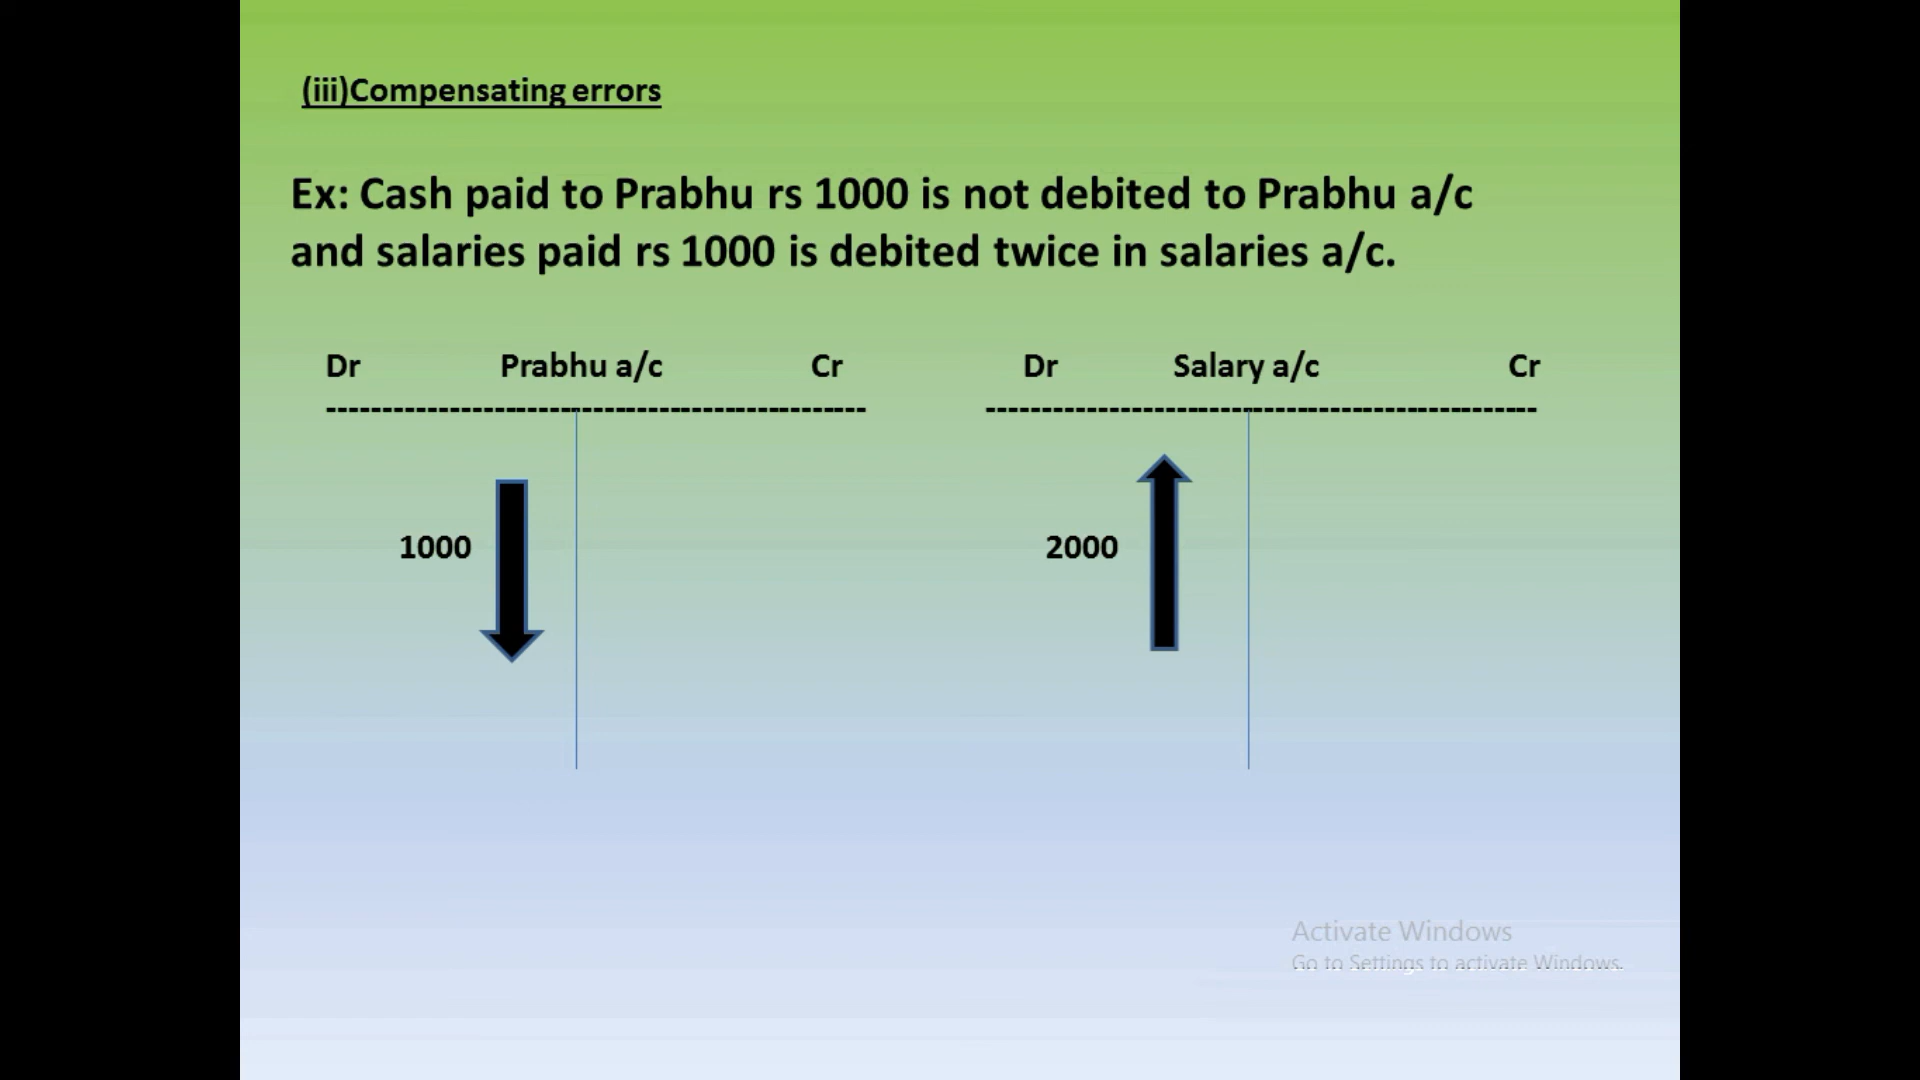 (iii)Compensating errors
Ex: Cash paid to Prabhu rs 1000 is not debited to Prabhu a/c
and salaries paid rs 1000 is debited twice in salaries a/c.
Dr Prabhu a/c Cr Dr Salary a/c Cr
1000 2000
Activate Windows
Go to Settings to activate Windows.